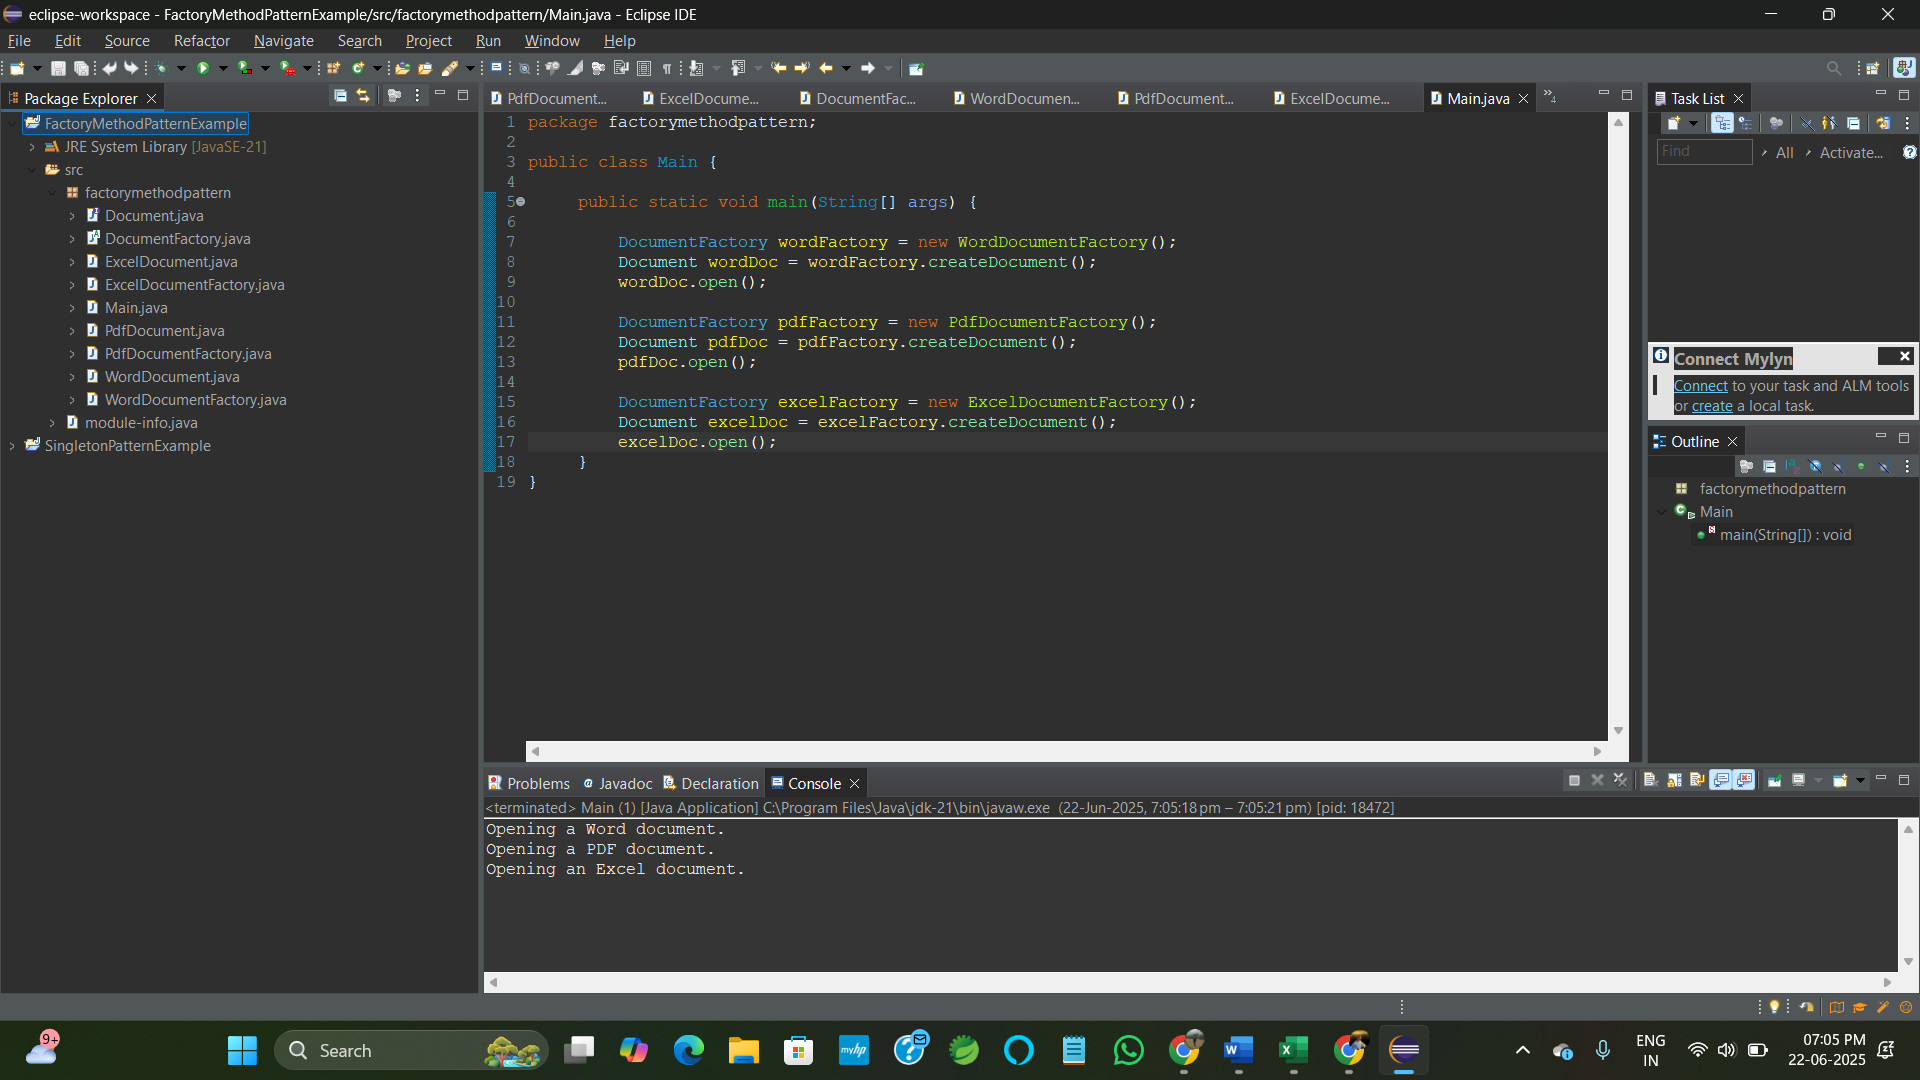 eclipse-workspace - FactoryMethodPatternExample/src/factorymethodpattern/Main.java - Eclipse IDE
File Edit Source Refactor Navigate Search Project Run Window Help
Package Explorer
FactoryMethodPatternExample
JRE System Library [JavaSE-21]
src
factorymethodpattern
Document.java
DocumentFactory.java
ExcelDocument.java
ExcelDocumentFactory.java
Main.java
PdfDocument.java
PdfDocumentFactory.java
WordDocument.java
WordDocumentFactory.java
module-info.java
SingletonPatternExample
PdfDocument... ExcelDocume... DocumentFac... WordDocumen... PdfDocument... ExcelDocume... Main.java »4
1 package factorymethodpattern;
2
3 public class Main {
4
5 public static void main(String[] args) {
6
7 DocumentFactory wordFactory = new WordDocumentFactory();
8 Document wordDoc = wordFactory.createDocument();
9 wordDoc.open();
10
11 DocumentFactory pdfFactory = new PdfDocumentFactory();
12 Document pdfDoc = pdfFactory.createDocument();
13 pdfDoc.open();
14
15 DocumentFactory excelFactory = new ExcelDocumentFactory();
16 Document excelDoc = excelFactory.createDocument();
17 excelDoc.open();
18 }
19 }
Task List
Find All Activate...
Connect Mylyn
Connect to your task and ALM tools
or create a local task.
Outline
factorymethodpattern
Main
main(String[]) : void
Problems Javadoc Declaration Console
<terminated> Main (1) [Java Application] C:\Program Files\Java\jdk-21\bin\javaw.exe (22-Jun-2025, 7:05:18 pm – 7:05:21 pm) [pid: 18472]
Opening a Word document.
Opening a PDF document.
Opening an Excel document.
9+
Search
myhp
ENG
IN
07:05 PM
22-06-2025